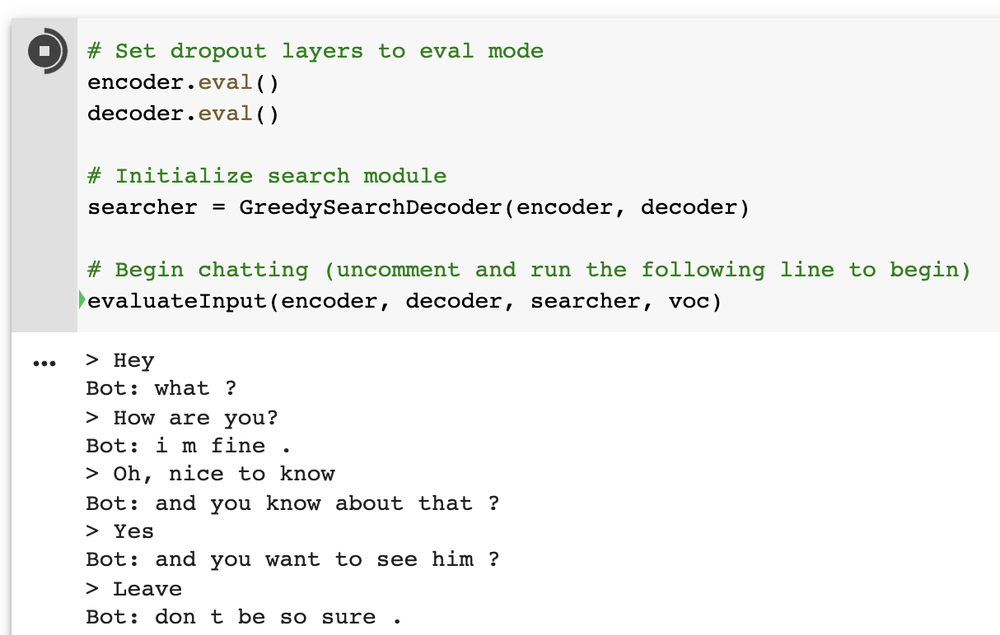 # Set dropout layers to eval mode
encoder.eval()
decoder.eval()
# Initialize search module
searcher = GreedySearchDecoder(encoder, decoder)
# Begin chatting (uncomment and run the following line to begin)
evaluateInput(encoder, decoder, searcher, voc)
> Hey
Bot: what ?
> How are you?
Bot: i m fine .
> Oh, nice to know
Bot: and you know about that ?
> Yes
Bot: and you want to see him ?
> Leave
Bot: don t be so sure .